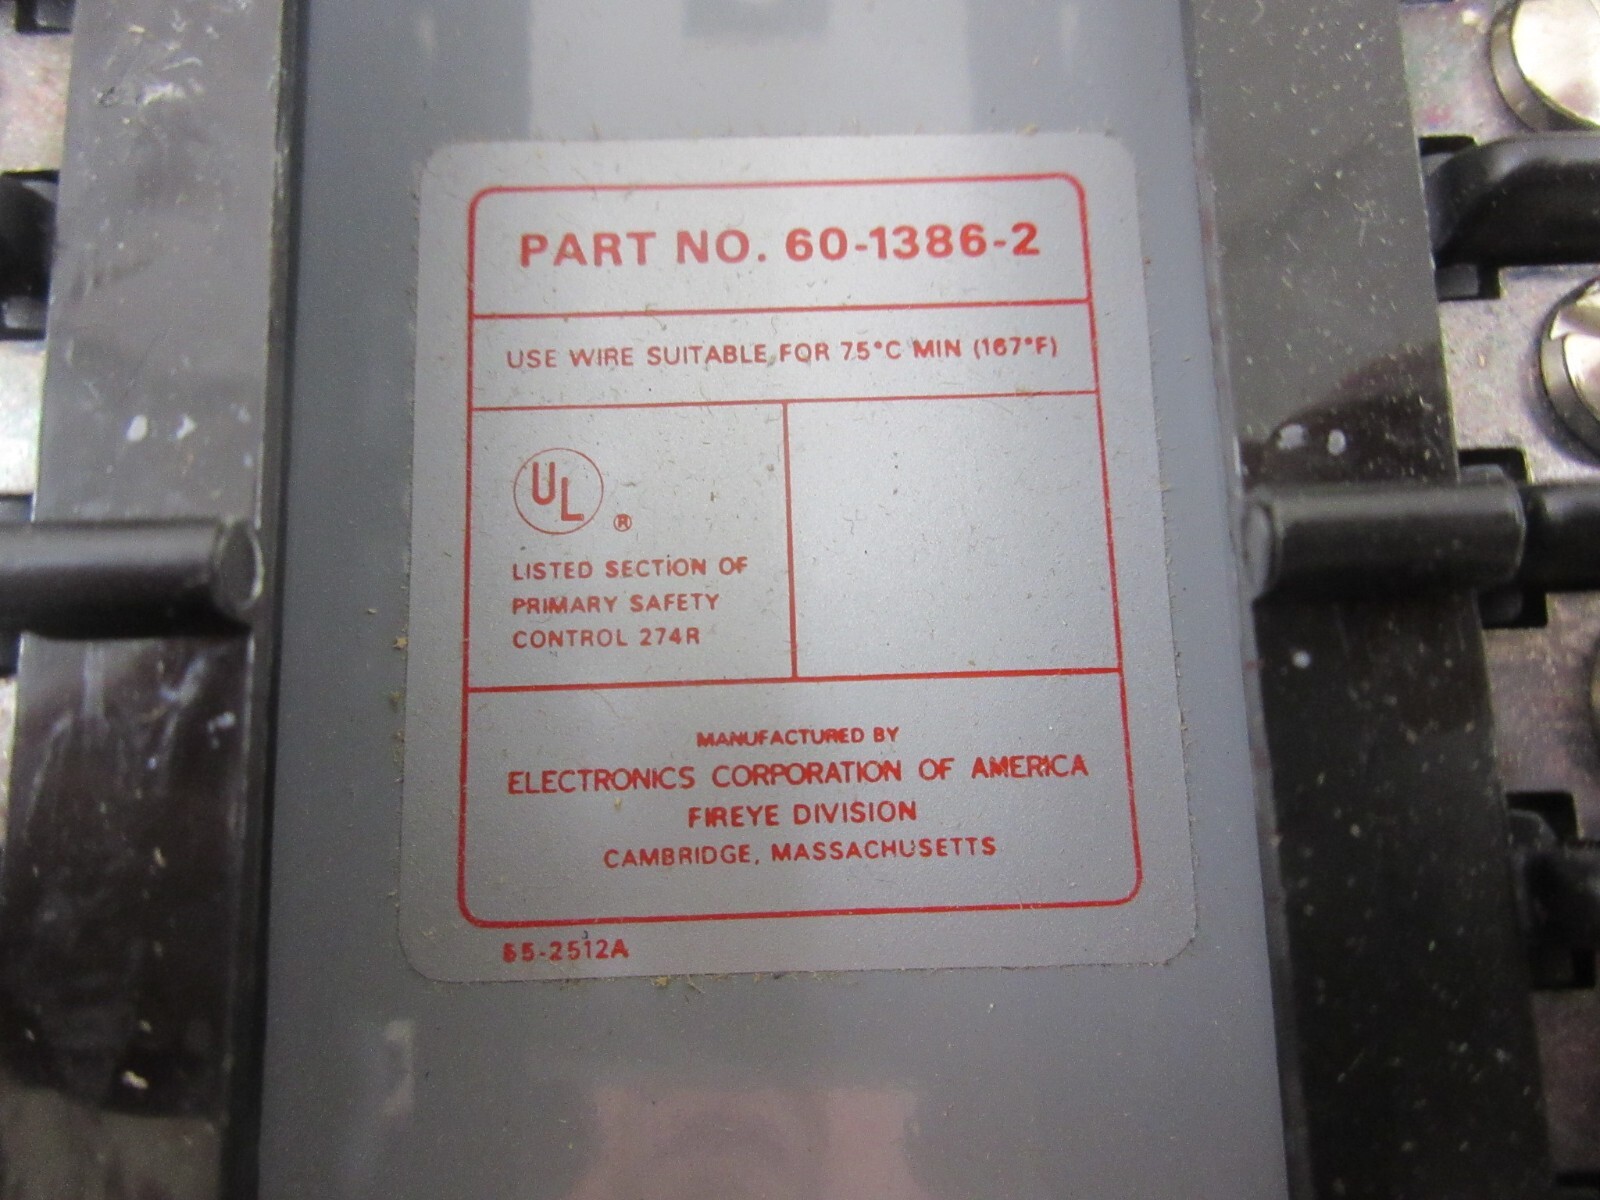 PART NO. 60-1386-2
USE WIRE SUITABLE FOR 75°C MIN (167°F)
UL ®
LISTED SECTION OF
PRIMARY SAFETY
CONTROL 274R
MANUFACTURED BY
ELECTRONICS CORPORATION OF AMERICA
FIREYE DIVISION
CAMBRIDGE, MASSACHUSETTS
55-2512A